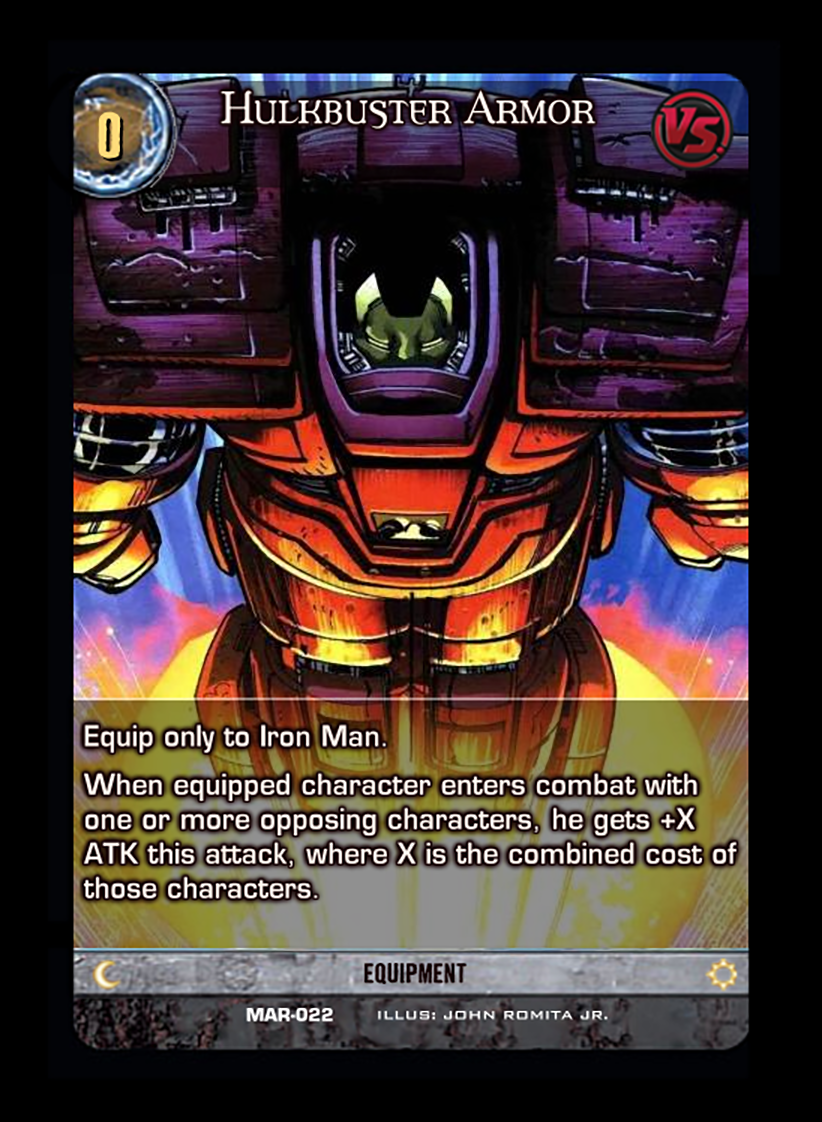 0
Hulkbuster Armor
VS.
Equip only to Iron Man.
When equipped character enters combat with
one or more opposing characters, he gets +X
ATK this attack, where X is the combined cost of
those characters.
EQUIPMENT
MAR-022 ILLUS: JOHN ROMITA JR.